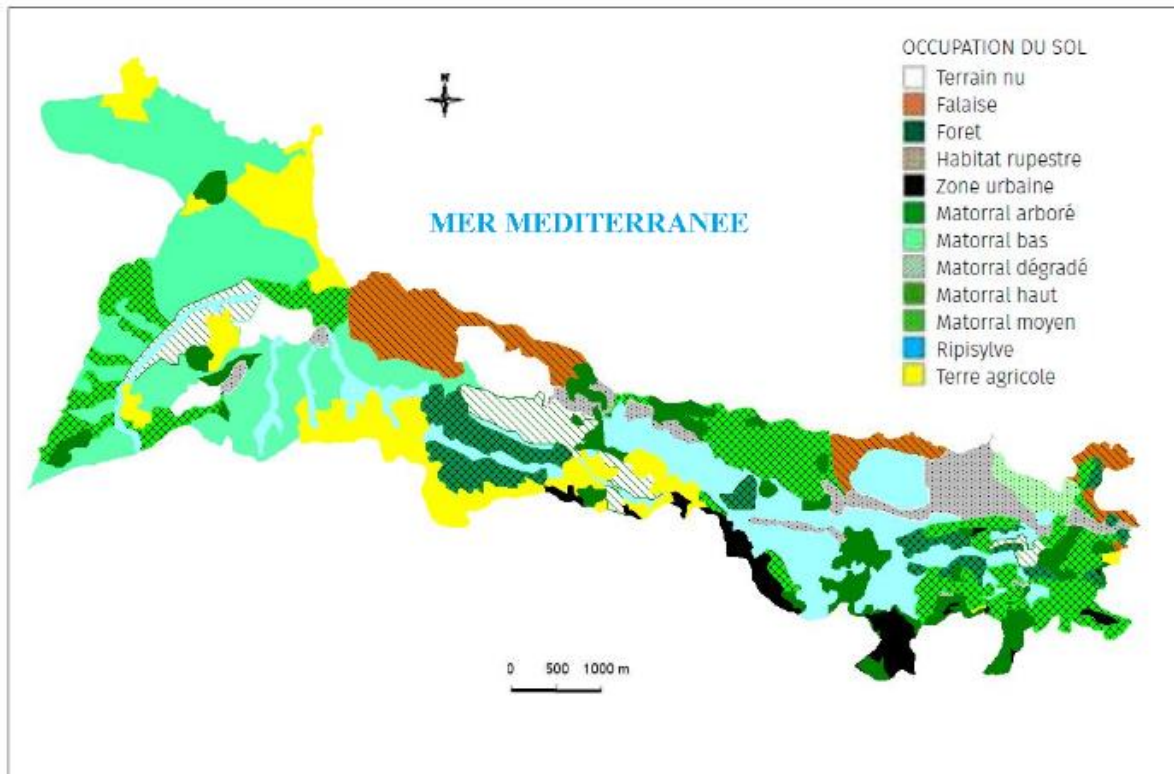 OCCUPATION DU SOL
Terrain nu
Falaise
Foret
Habitat rupestre
Zone urbaine
Matorral arboré
Matorral bas
Matorral dégradé
Matorral haut
Matorral moyen
Ripisylve
Terre agricole
N
MER MEDITERRANEE
0 500 1000 m